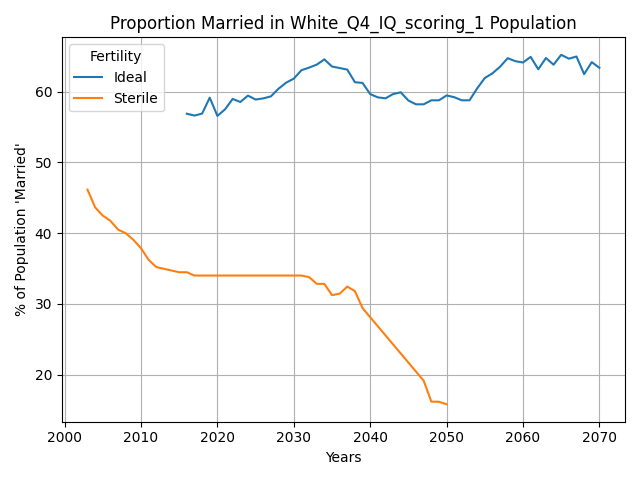 Proportion Married in White_Q4_IQ_scoring_1 Population
Fertility
Ideal
Sterile
% of Population 'Married'
60
50
40
30
20
2000 2010 2020 2030 2040 2050 2060 2070
Years